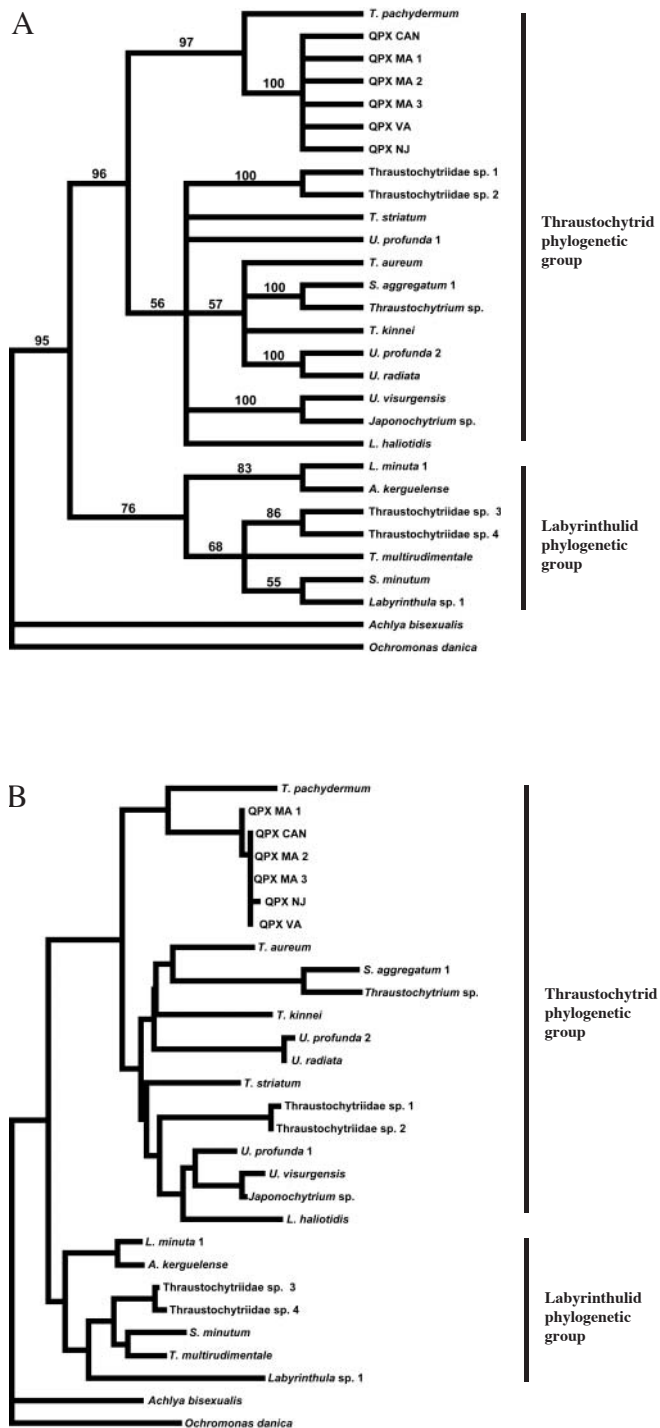 A
T. pachydermum
97
QPX CAN
QPX MA 1
100
QPX MA 2
QPX MA 3
QPX VA
QPX NJ
96
100
Thraustochytriidae sp. 1
Thraustochytriidae sp. 2
T. striatum
U. profunda 1
Thraustochytrid
phylogenetic
group
T. aureum
100
S. aggregatum 1
56
57
Thraustochytrium sp.
T. kinnei
95
100
U. profunda 2
U. radiata
100
U. visurgensis
Japonochytrium sp.
L. haliotidis
83
L. minuta 1
A. kerguelense
76
86
Thraustochytriidae sp. 3
Thraustochytriidae sp. 4
68
T. multirudimentale
Labyrinthulid
phylogenetic
group
55
S. minutum
Labyrinthula sp. 1
Achlya bisexualis
Ochromonas danica
B
T. pachydermum
QPX MA 1
QPX CAN
QPX MA 2
QPX MA 3
QPX NJ
QPX VA
T. aureum
S. aggregatum 1
Thraustochytrium sp.
Thraustochytrid
phylogenetic
group
T. kinnei
U. profunda 2
U. radiata
T. striatum
Thraustochytriidae sp. 1
Thraustochytriidae sp. 2
U. profunda 1
U. visurgensis
Japonochytrium sp.
L. haliotidis
L. minuta 1
A. kerguelense
Thraustochytriidae sp. 3
Thraustochytriidae sp. 4
Labyrinthulid
phylogenetic
group
S. minutum
T. multirudimentale
Labyrinthula sp. 1
Achlya bisexualis
Ochromonas danica